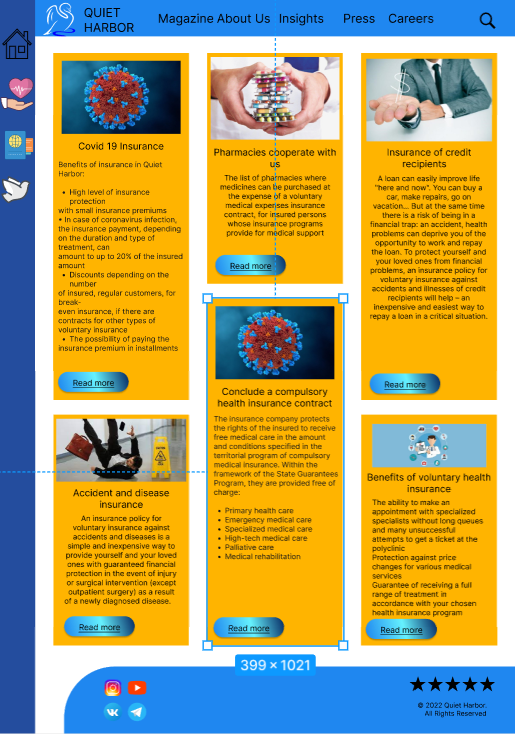 QUIET
HARBOR
Magazine About Us Insights Press Careers
Covid 19 Insurance
Benefits of insurance in Quiet
Harbor:
• High level of insurance
protection
with small insurance premiums
• In case of coronavirus infection,
the insurance payment, depending
on the duration and type of
treatment, can
amount to up to 20% of the insured
amount
• Discounts depending on the
number
of insured, regular customers, for
break-
even insurance, if there are
contracts for other types of
voluntary insurance
• The possibility of paying the
insurance premium in installments
Read more
Pharmacies cooperate with
us
The list of pharmacies where
medicines can be purchased at
the expense of a voluntary
medical expenses insurance
contract, for insured persons
whose insurance programs
provide for medical support
Read more
Insurance of credit
recipients
A loan can easily improve life
"here and now". You can buy a
car, make repairs, go on
vacation... But at the same time
there is a risk of being in a
financial trap: an accident, health
problems can deprive you of the
opportunity to work and repay
the loan. To protect yourself and
your loved ones from financial
problems, an insurance policy for
voluntary insurance against
accidents and illnesses of credit
recipients will help – an
inexpensive and easiest way to
repay a loan in a critical situation.
Read more
Accident and disease
insurance
An insurance policy for
voluntary insurance against
accidents and diseases is a
simple and inexpensive way to
provide yourself and your loved
ones with guaranteed financial
protection in the event of injury
or surgical intervention (except
outpatient surgery) as a result
of a newly diagnosed disease.
Read more
Conclude a compulsory
health insurance contract
The insurance company protects
the rights of the insured to receive
free medical care in the amount
and conditions specified in the
territorial program of compulsory
medical insurance. Within the
framework of the State Guarantees
Program, they are provided free of
charge:
• Primary health care
• Emergency medical care
• Specialized medical care
• High-tech medical care
• Palliative care
• Medical rehabilitation
Read more
Benefits of voluntary health
insurance
The ability to make an
appointment with specialized
specialists without long queues
and many unsuccessful
attempts to get a ticket at the
polyclinic
Protection against price
changes for various medical
services
Guarantee of receiving a full
range of treatment in
accordance with your chosen
health insurance program
Read more
399 × 1021
© 2022 Quiet Harbor.
All Rights Reserved